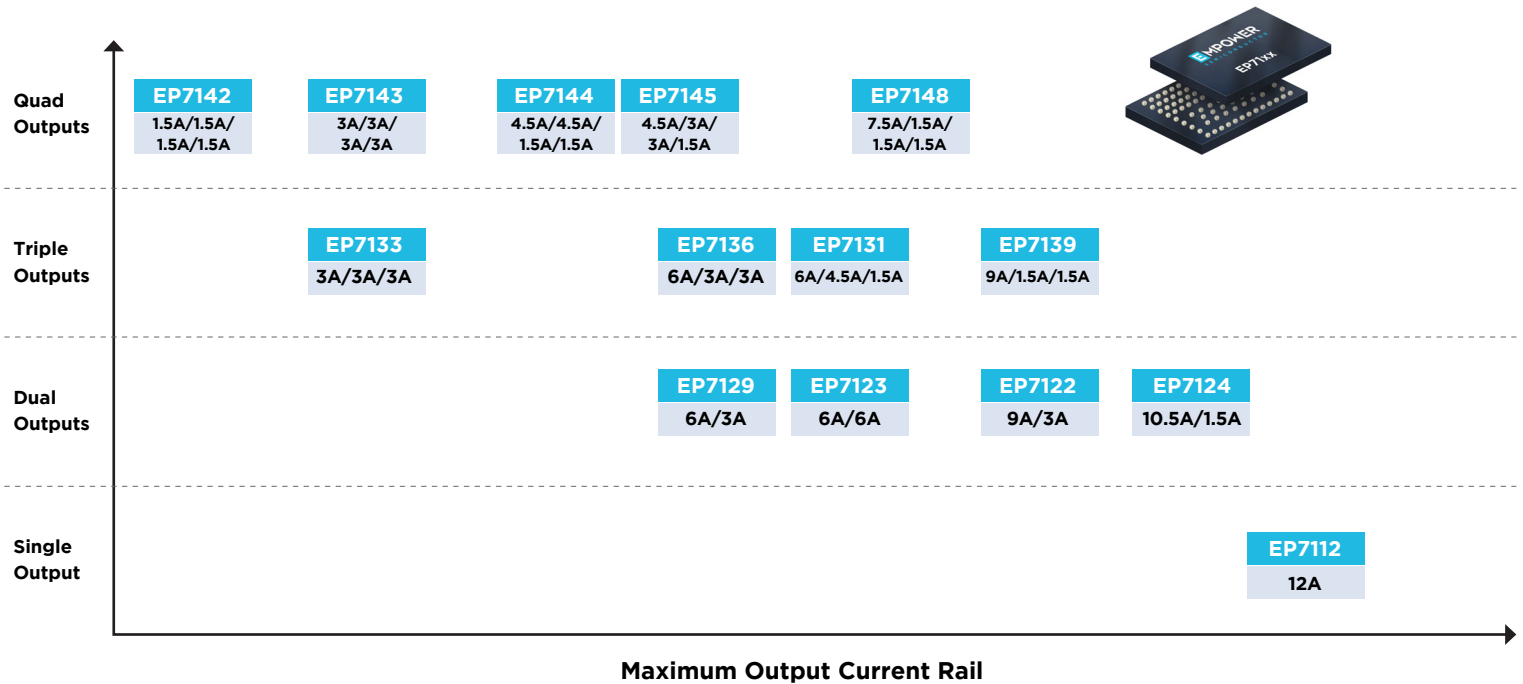 EMPOWER
SEMICONDUCTOR
EP71xx
Quad
Outputs
EP7142
1.5A/1.5A/
1.5A/1.5A
EP7143
3A/3A/
3A/3A
EP7144
4.5A/4.5A/
1.5A/1.5A
EP7145
4.5A/3A/
3A/1.5A
EP7148
7.5A/1.5A/
1.5A/1.5A
Triple
Outputs
EP7133
3A/3A/3A
EP7136
6A/3A/3A
EP7131
6A/4.5A/1.5A
EP7139
9A/1.5A/1.5A
Dual
Outputs
EP7129
6A/3A
EP7123
6A/6A
EP7122
9A/3A
EP7124
10.5A/1.5A
Single
Output
EP7112
12A
Maximum Output Current Rail